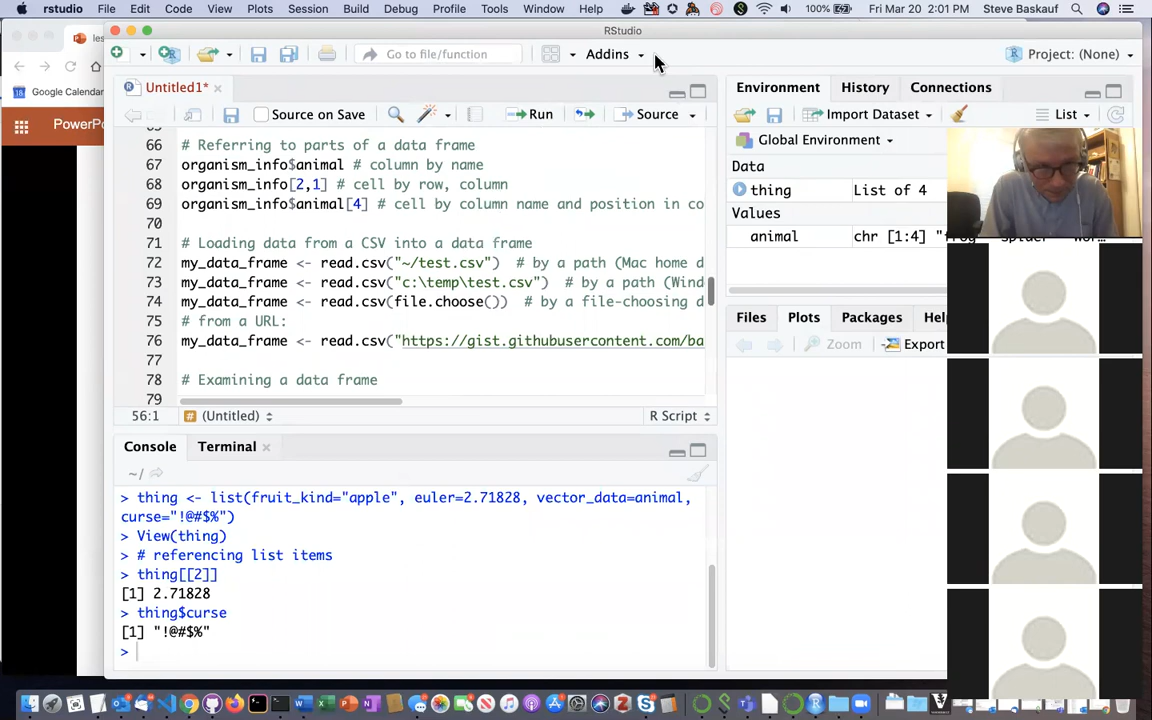 rstudio File Edit Code View Plots Session Build Debug Profile Tools Window Help 100% Fri Mar 20 2:01 PM Steve Baskauf
RStudio
Go to file/function Addins Project: (None)
Google Calendar
PowerPo
Untitled1*
Source on Save Run Source
66 # Referring to parts of a data frame
67 organism_info$animal # column by name
68 organism_info[2,1] # cell by row, column
69 organism_info$animal[4] # cell by column name and position in co
70
71 # Loading data from a CSV into a data frame
72 my_data_frame <- read.csv("~/test.csv") # by a path (Mac home d
73 my_data_frame <- read.csv("c:\temp\test.csv") # by a path (Wind
74 my_data_frame <- read.csv(file.choose()) # by a file-choosing d
75 # from a URL:
76 my_data_frame <- read.csv("https://gist.githubusercontent.com/ba
77
78 # Examining a data frame
79
56:1 (Untitled) R Script
Console Terminal
~/
> thing <- list(fruit_kind="apple", euler=2.71828, vector_data=animal,
curse="!@#$%")
> View(thing)
> # referencing list items
> thing[[2]]
[1] 2.71828
> thing$curse
[1] "!@#$%"
>
Environment History Connections
Import Dataset List
Global Environment
Data
thing List of 4
Values
animal chr [1:4] "frog" "spider" "wor…
Files Plots Packages Hel
Zoom Export